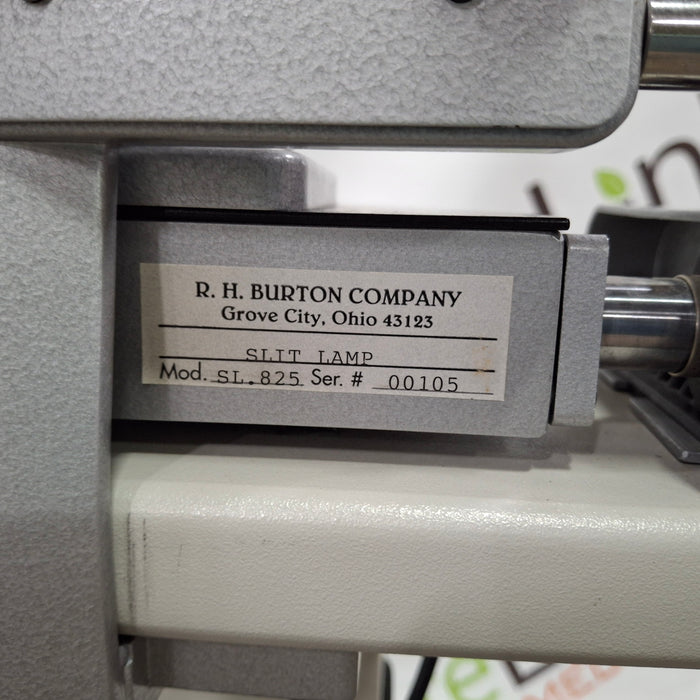 R. H. BURTON COMPANY
Grove City, Ohio 43123
SLIT LAMP
Mod. SL.825 Ser. # 00105